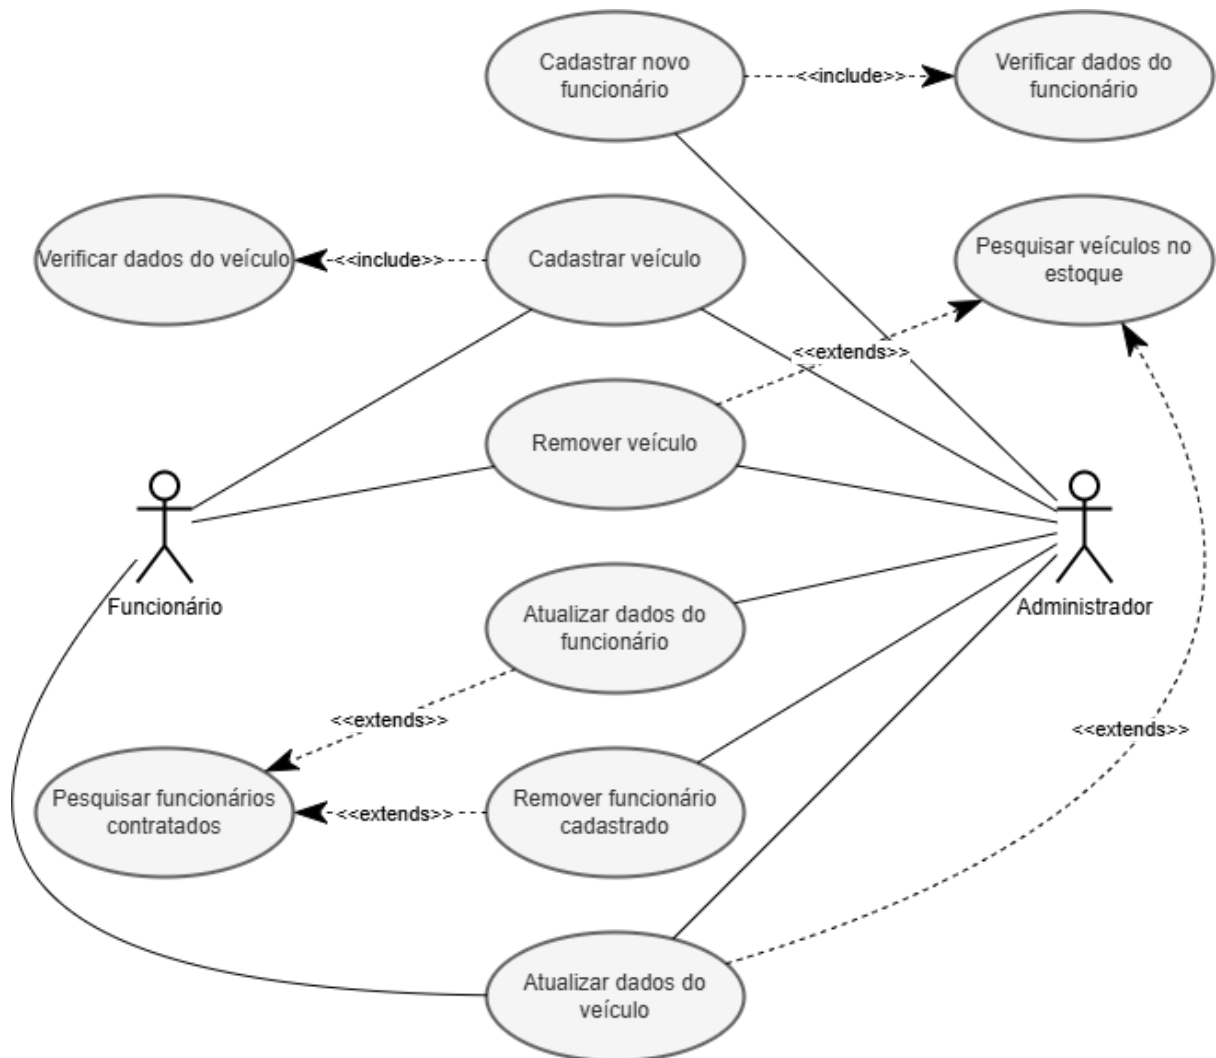 Cadastrar novo
funcionário
<<include>>
Verificar dados do
funcionário
Verificar dados do veículo
<<include>>
Cadastrar veículo
Pesquisar veículos no
estoque
<<extends>>
Remover veículo
Funcionário
Atualizar dados do
funcionário
Administrador
<<extends>>
<<extends>>
Pesquisar funcionários
contratados
<<extends>>
Remover funcionário
cadastrado
Atualizar dados do
veículo